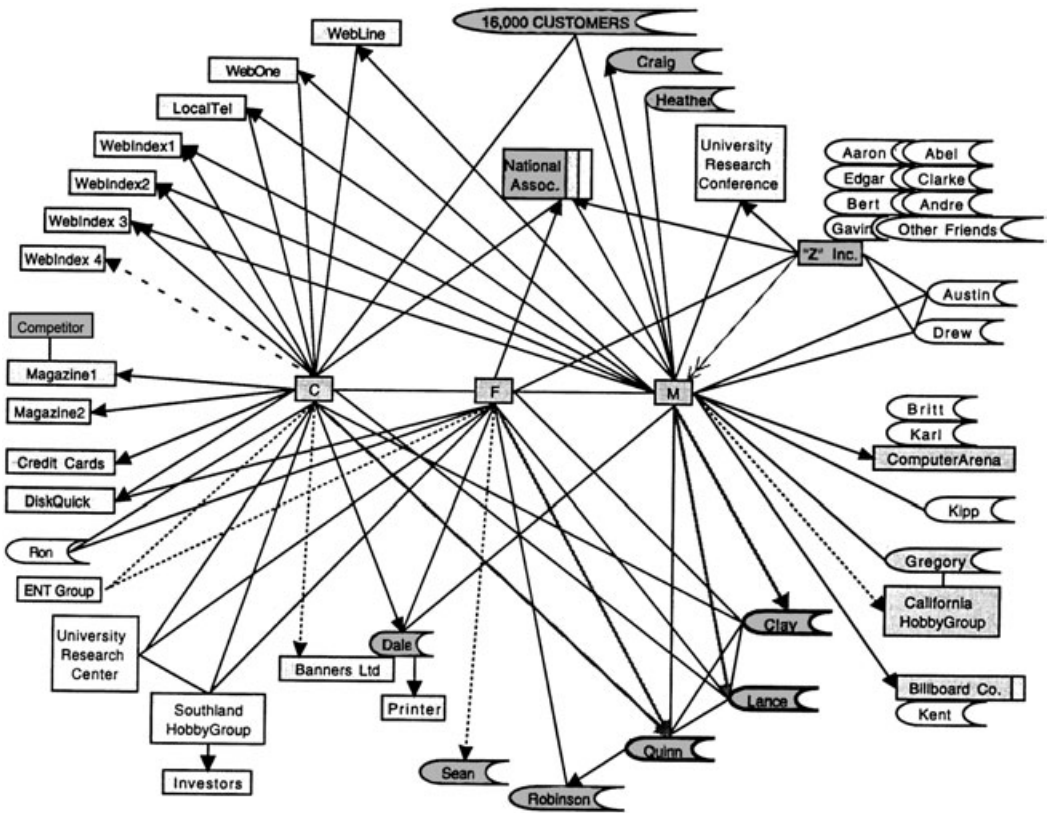 16,000 CUSTOMERS
WebLine
Craig
WebOne
Heather
LocalTel
WebIndex1
National
Assoc.
University
Research
Conference
Aaron
Abel
WebIndex2
Edgar
Clarke
Bert
Andre
WebIndex 3
Gavin
Other Friends
WebIndex 4
"Z" Inc.
Austin
Competitor
Drew
Magazine1
C
F
M
Magazine2
Britt
Karl
Credit Cards
ComputerArena
DiskQuick
Kipp
Ron
Gregory
ENT Group
California
HobbyGroup
University
Research
Center
Clay
Dale
Banners Ltd
Billboard Co.
Lance
Printer
Kent
Southland
HobbyGroup
Quinn
Sean
Investors
Robinson